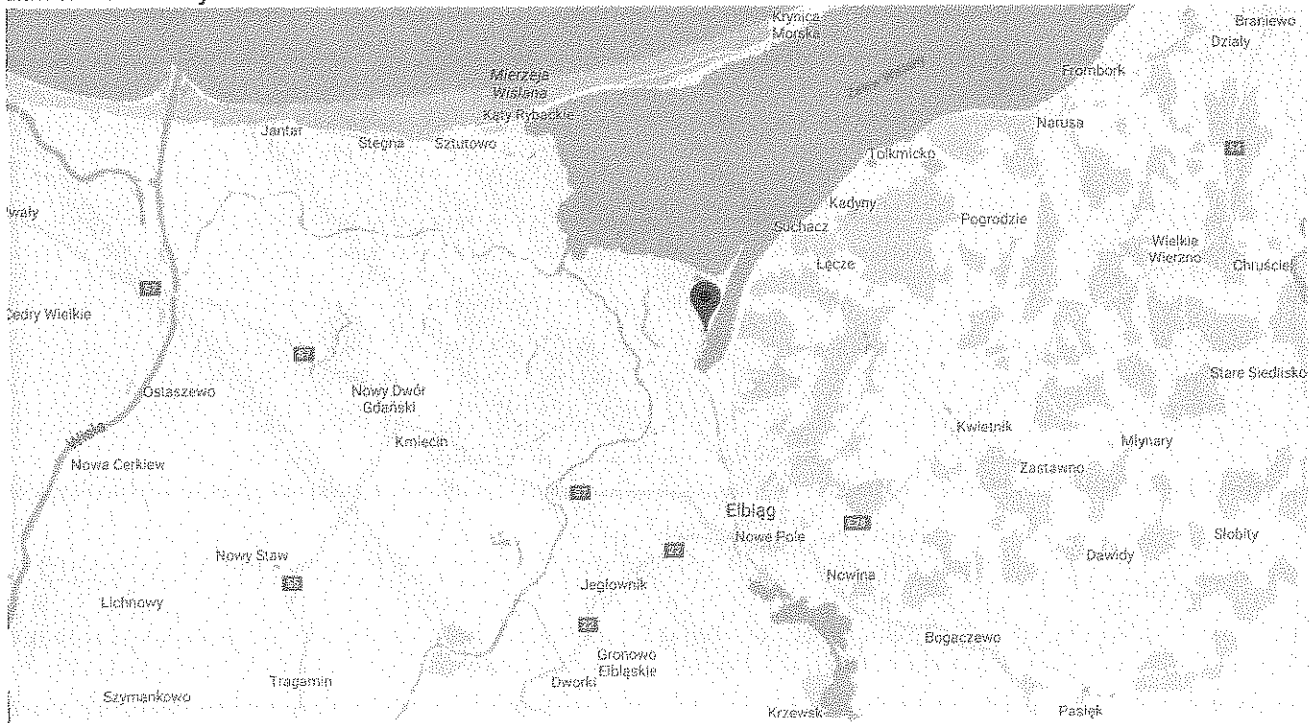 Krynica
Morska
Braniewo
Działy
Frombork
Mierzeja
Wiślana
Kąty Rybackie
Jantar
Stegna
Sztutowo
Narusa
Tolkmicko
Kadyny
Suchacz
Pogrodzie
Łęcze
Wielkie
Wierzno
Chruściel
Cedry Wielkie
Ostaszewo
Nowy Dwór
Gdański
Kmiecin
Stare Siedlisko
Kwietnik
Młynary
Zastawno
Nowa Cerkiew
Elbląg
Nowe Pole
22
Nowy Staw
Jegłownik
Nowina
Dawidy
Słobity
Lichnowy
22
Gronowo
Elbląskie
Bogaczewo
Tragamin
Dworki
Szymankowo
Krzewsk
Pasłęk